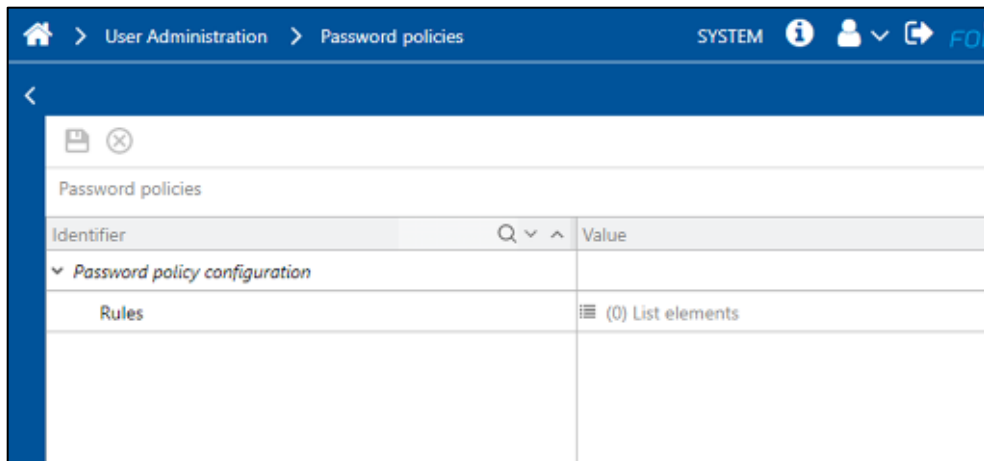 User Administration > Password policies SYSTEM
Password policies
Identifier Value
Password policy configuration
Rules (0) List elements